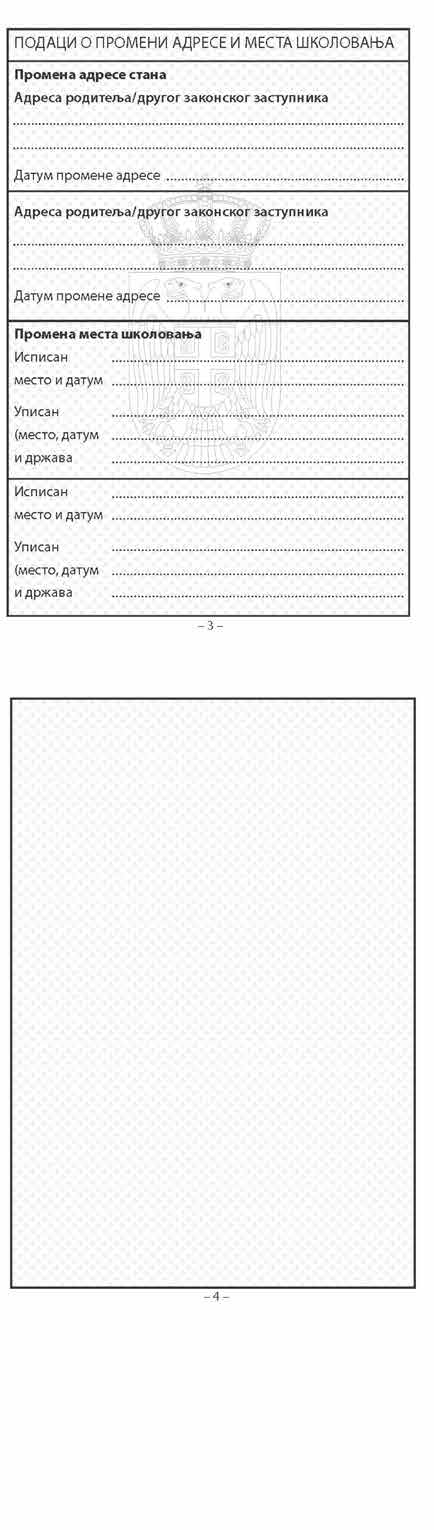 ПОДАЦИ О ПРОМЕНИ АДРЕСЕ И МЕСТА ШКОЛОВАЊА
Промена адресе стана
Адреса родитеља/другог законског заступника
Датум промене адресе
Адреса родитеља/другог законског заступника
Датум промене адресе
Промена места школовања
Исписан
место и датум
Уписан
(место, датум
и држава
Исписан
место и датум
Уписан
(место, датум
и држава
– 3 –
– 4 –